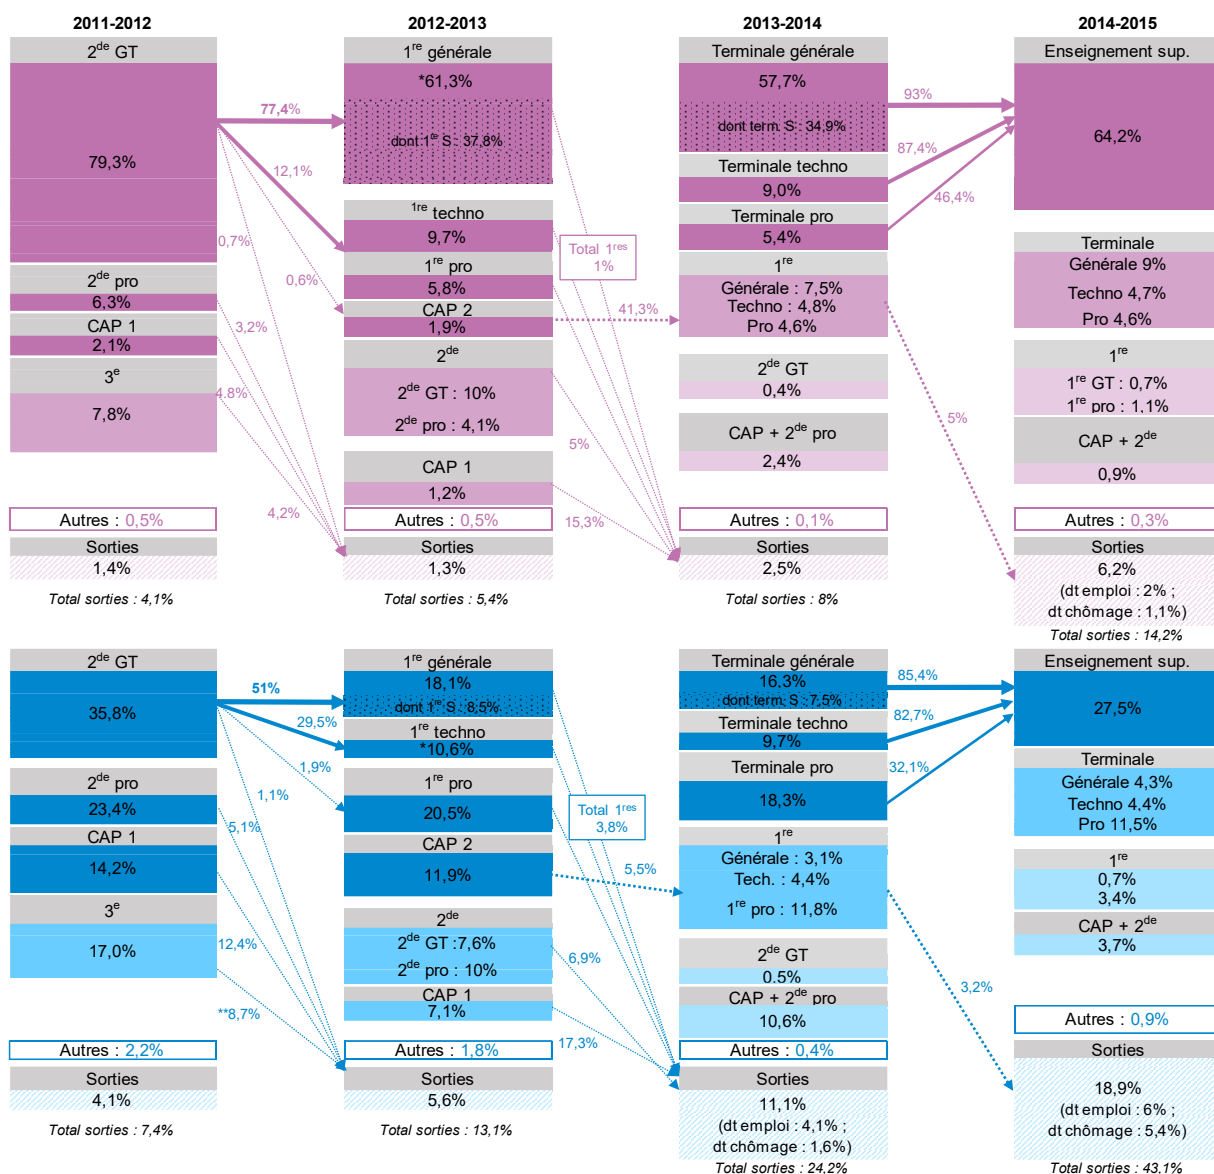 2011-2012
2012-2013
2013-2014
2014-2015
2de GT
79,3%
2de pro
6,3%
CAP 1
2,1%
3e
7,8%
Autres : 0,5%
Sorties
1,4%
Total sorties : 4,1%
77,4%
12,1%
0,7%
0,6%
3,2%
4.8%
4,2%
1re générale
*61,3%
dont 1re S : 37,8%
1re techno
9,7%
1re pro
5,8%
CAP 2
1,9%
2de
2de GT : 10%
2de pro : 4,1%
CAP 1
1,2%
Autres : 0,5%
Sorties
1,3%
Total sorties : 5,4%
Total 1res
1%
41,3%
5%
15,3%
Terminale générale
57,7%
dont term. S : 34,9%
Terminale techno
9,0%
Terminale pro
5,4%
1re
Générale : 7,5%
Techno : 4,8%
Pro 4,6%
2de GT
0,4%
CAP + 2de pro
2,4%
Autres : 0,1%
Sorties
2,5%
Total sorties : 8%
93%
87,4%
46,4%
5%
Enseignement sup.
64,2%
Terminale
Générale 9%
Techno 4,7%
Pro 4,6%
1re
1re GT : 0,7%
1re pro : 1,1%
CAP + 2de
0,9%
Autres : 0,3%
Sorties
6,2%
(dt emploi : 2% ;
dt chômage : 1,1%)
Total sorties : 14,2%
2de GT
35,8%
2de pro
23,4%
CAP 1
14,2%
3e
17,0%
Autres : 2,2%
Sorties
4,1%
Total sorties : 7,4%
51%
29,5%
1,9%
1,1%
5,1%
12,4%
**8,7%
1re générale
18,1%
dont 1re S : 8,5%
1re techno
*10,6%
1re pro
20,5%
CAP 2
11,9%
2de
2de GT :7,6%
2de pro : 10%
CAP 1
7,1%
Autres : 1,8%
Sorties
5,6%
Total sorties : 13,1%
Total 1res
3,8%
5,5%
6,9%
17,3%
Terminale générale
16.3%
dont term. S : 7.5%
Terminale techno
9,7%
Terminale pro
18,3%
1re
Générale : 3,1%
Tech. : 4,4%
1re pro : 11,8%
2de GT
0.5%
CAP + 2de pro
10,6%
Autres : 0,4%
Sorties
11,1%
(dt emploi : 4,1% ;
dt chômage : 1,6%)
Total sorties : 24,2%
85,4%
82,7%
32,1%
3,2%
Enseignement sup.
27,5%
Terminale
Générale 4,3%
Techno 4,4%
Pro 11,5%
1re
0,7%
3,4%
CAP + 2de
3,7%
Autres : 0,9%
Sorties
18,9%
(dt emploi : 6% ;
dt chômage : 5,4%)
Total sorties : 43.1%